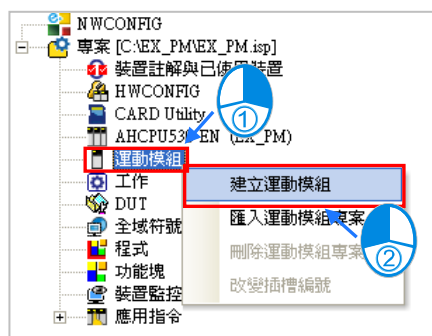 NWCONFIG
專案 [C:\EX_PM\EX_PM.isp]
裝置註解與已使用裝置
HWCONFIG
CARD Utility
①
AHCPU53 EN (EX_PM)
運動模組
工作
建立運動模組
DUT
全域符號
匯入運動模組專案
程式
刪除運動模組專案
②
功能塊
裝置監控
改變插槽編號
應用指令